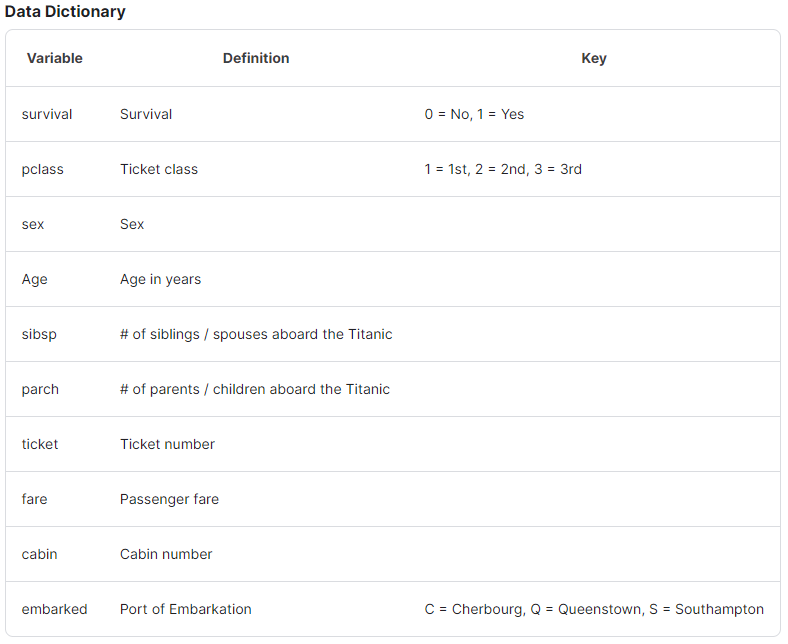 Data Dictionary
Variable Definition Key
survival Survival 0 = No, 1 = Yes
pclass Ticket class 1 = 1st, 2 = 2nd, 3 = 3rd
sex Sex
Age Age in years
sibsp # of siblings / spouses aboard the Titanic
parch # of parents / children aboard the Titanic
ticket Ticket number
fare Passenger fare
cabin Cabin number
embarked Port of Embarkation C = Cherbourg, Q = Queenstown, S = Southampton